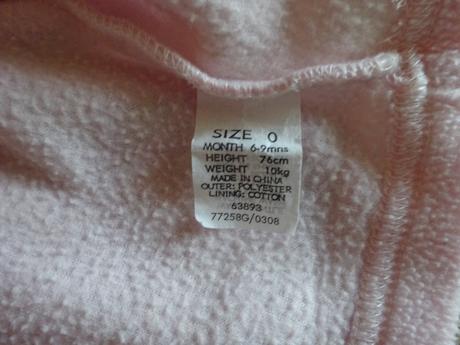 SIZE 0
MONTH 6-9mns
HEIGHT 76cm
WEIGHT 10kg
MADE IN CHINA
OUTER: POLYESTER
LINING: COTTON
63893
77258G/0308